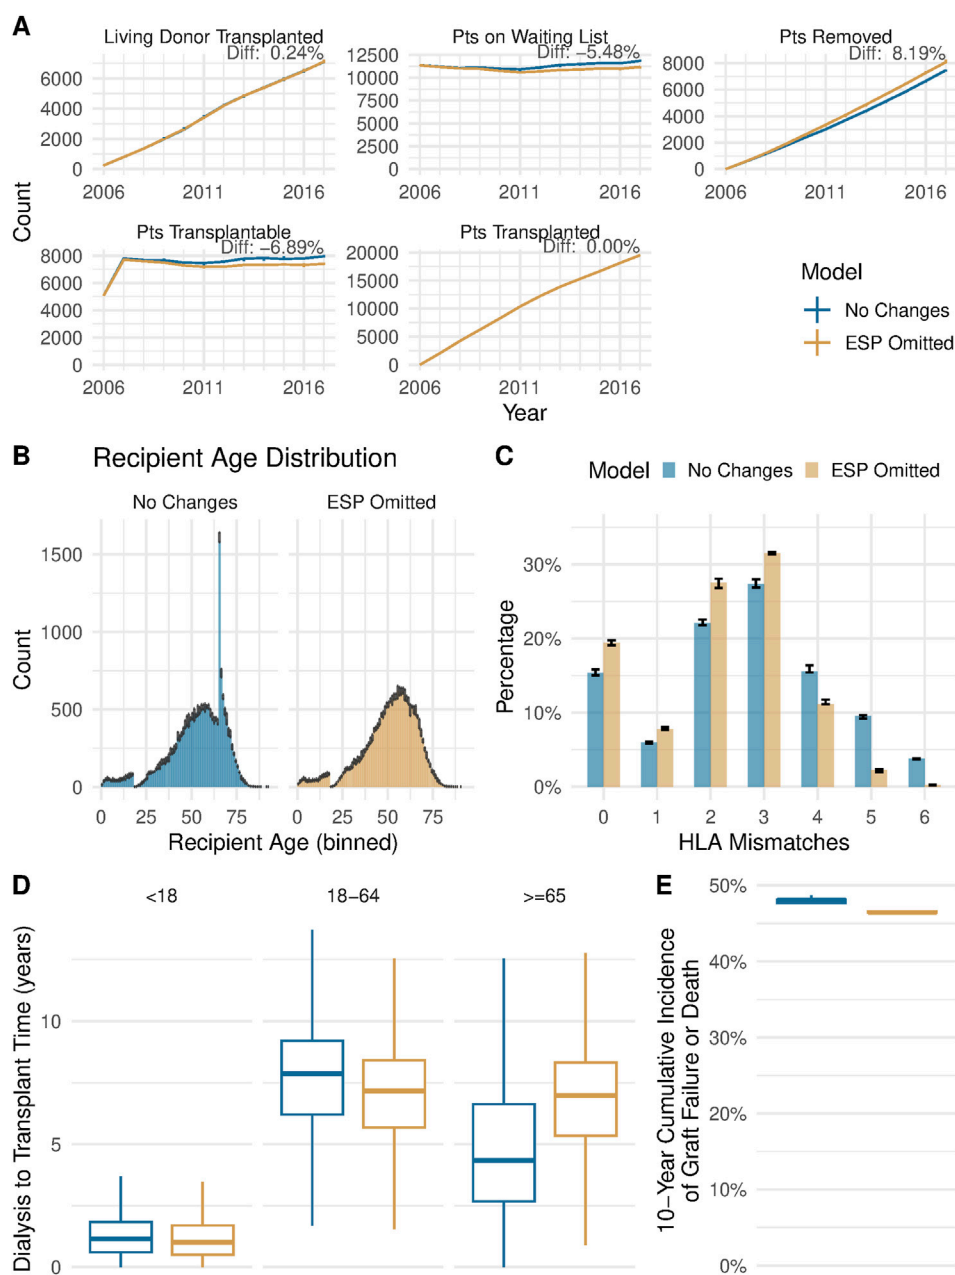 A
Living Donor Transplanted
Diff: 0.24%
Pts on Waiting List
Diff: −5.48%
Pts Removed
Diff: 8.19%
6000
4000
2000
0
2006 2011 2016
12500
10000
7500
5000
2500
0
2006 2011 2016
8000
6000
4000
2000
0
2006 2011 2016
Count
Pts Transplantable
Diff: −6.89%
Pts Transplanted
Diff: 0.00%
8000
6000
4000
2000
0
2006 2011 2016
20000
15000
10000
5000
0
2006 2011 2016
Year
Model
No Changes
ESP Omitted
B
Recipient Age Distribution
No Changes ESP Omitted
1500
1000
500
0
Count
0 25 50 75 0 25 50 75
Recipient Age (binned)
C
Model No Changes ESP Omitted
30%
20%
10%
0%
Percentage
0 1 2 3 4 5 6
HLA Mismatches
D
<18 18−64 >=65
10
5
0
Dialysis to Transplant Time (years)
E
50%
40%
30%
20%
10%
0%
10−Year Cumulative Incidence
of Graft Failure or Death